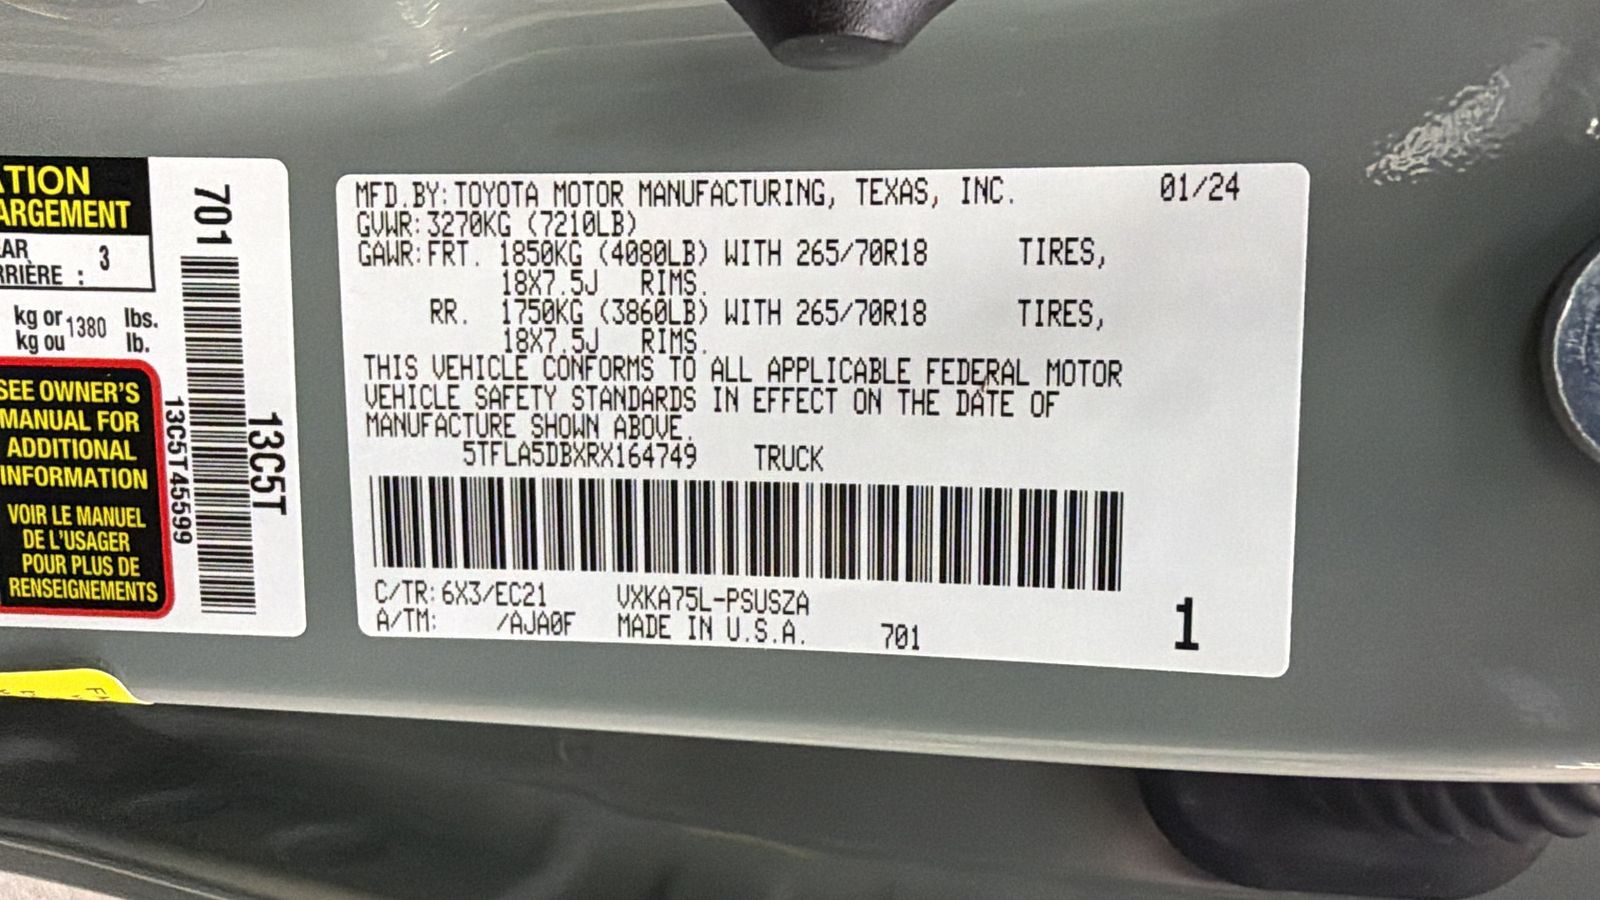 ATION
ARGEMENT
3
RRIÈRE :
kg or 1380 lbs.
kg ou lb.
SEE OWNER'S
MANUAL FOR
ADDITIONAL
INFORMATION
VOIR LE MANUEL
DE L'USAGER
POUR PLUS DE
RENSEIGNEMENTS
701
13C5T45599
13C5T
MFD.BY: TOYOTA MOTOR MANUFACTURING, TEXAS, INC. 01/24
GVWR: 3270KG (7210LB)
GAWR: FRT. 1850KG (4080LB) WITH 265/70R18 TIRES,
18X7.5J RIMS.
RR. 1750KG (3860LB) WITH 265/70R18 TIRES,
18X7.5J RIMS.
THIS VEHICLE CONFORMS TO ALL APPLICABLE FEDERAL MOTOR
VEHICLE SAFETY STANDARDS IN EFFECT ON THE DATE OF
MANUFACTURE SHOWN ABOVE.
5TFLA5DBXRX164749 TRUCK
C/TR: 6X3/EC21 VXKA75L-PSUSZA
A/TM: /AJA0F MADE IN U.S.A. 701
1